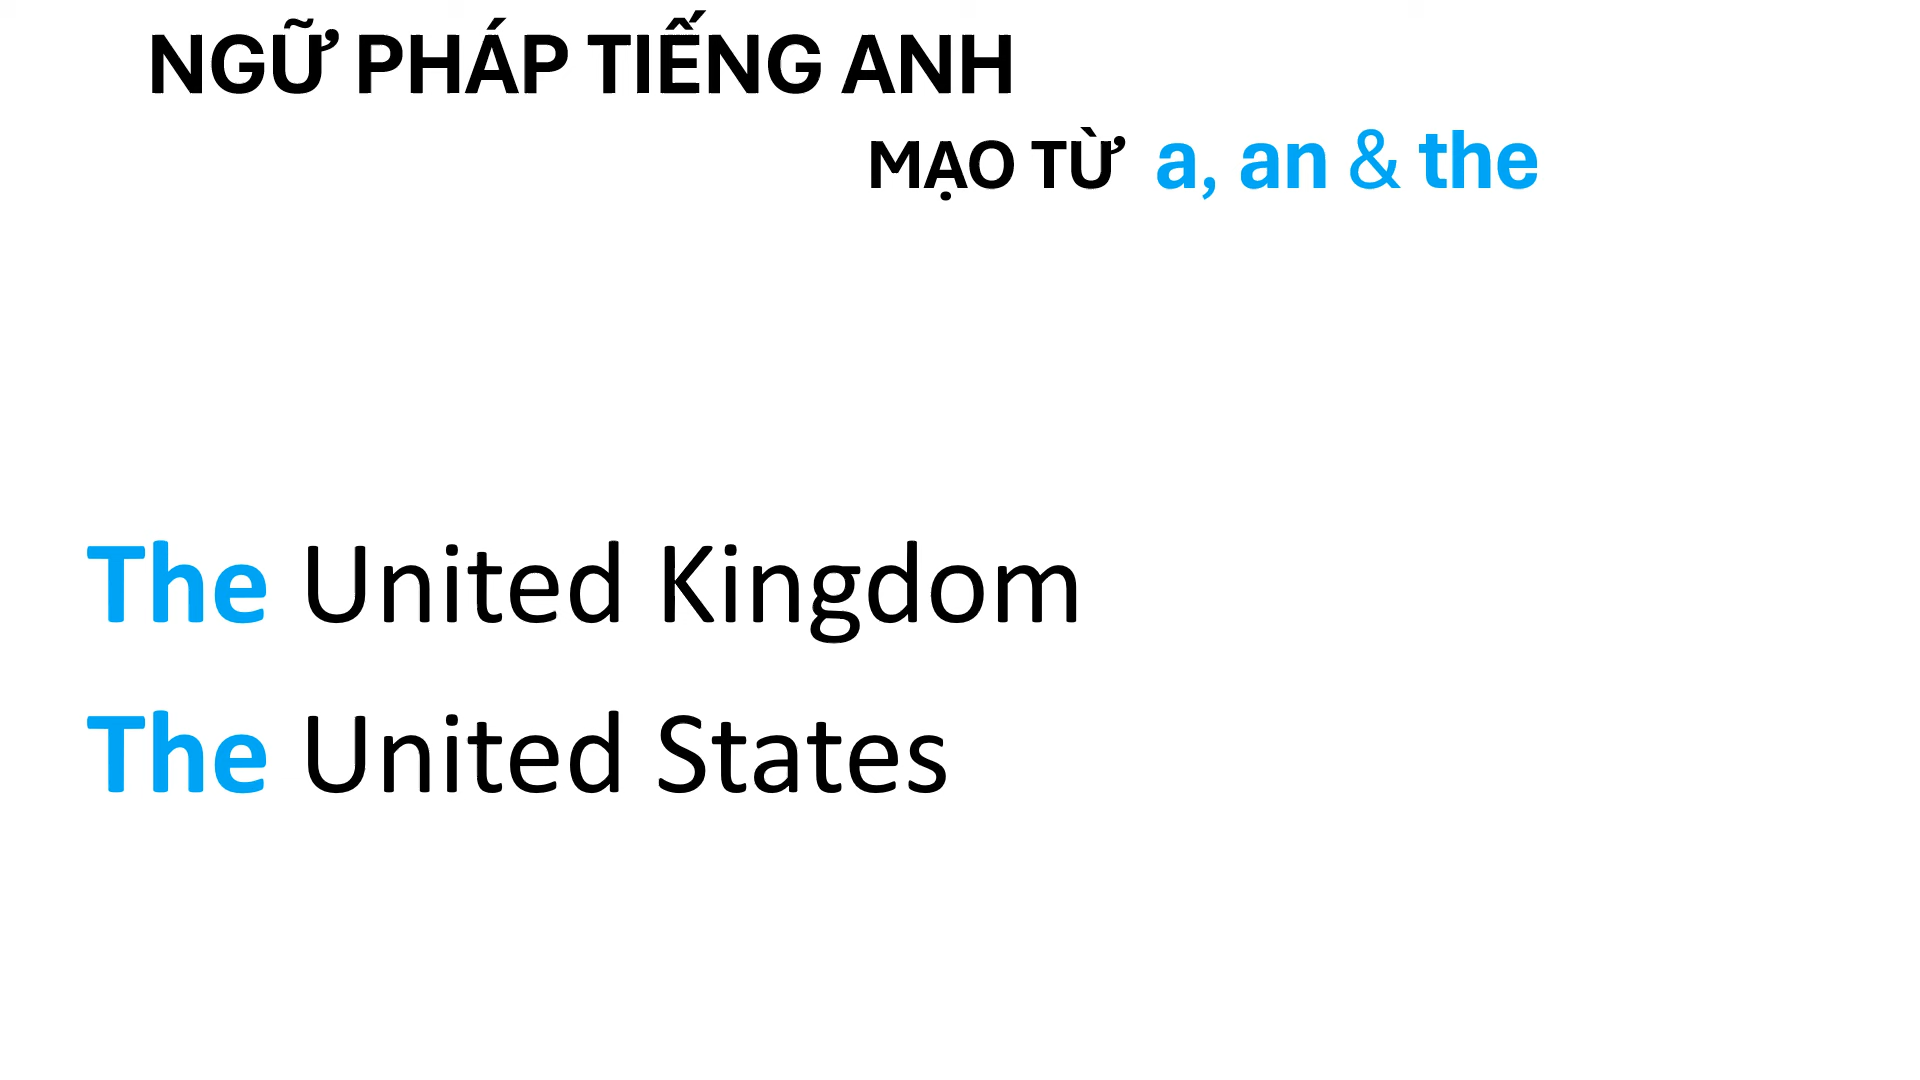 NGỮ PHÁP TIẾNG ANH
MẠO TỪ a, an & the
The United Kingdom
The United States